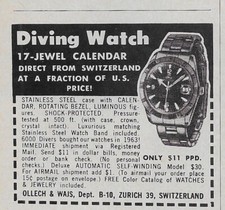 Diving Watch
17-JEWEL CALENDAR
DIRECT FROM SWITZERLAND
AT A FRACTION OF U.S.
PRICE!
STAINLESS STEEL case with CALEN-
DAR, ROTATING BEZEL, LUMINOUS fig-
ures, SHOCK-PROTECTED. Pressure-
tested at 500 ft. (with case, crown,
crystal intact) Luxurious matching
Stainless Steel Watch Band included.
6000 Divers bought our watches in 1963!
IMMEDIATE shipment via Registered
Mail. Send $11 in dollar bills, money
order or bank check. (No personal
checks.) Deluxe AUTOMATIC SELF-WINDING Model $30.
For AIRMAIL shipment add $1. To airmail your order place
15¢ postage on envelope.) FREE Color Catalog of WATCHES
& JEWELRY included.
ONLY $11 PPD.
OLLECH & WAJS, Dept. B-10, ZURICH 39, SWITZERLAND